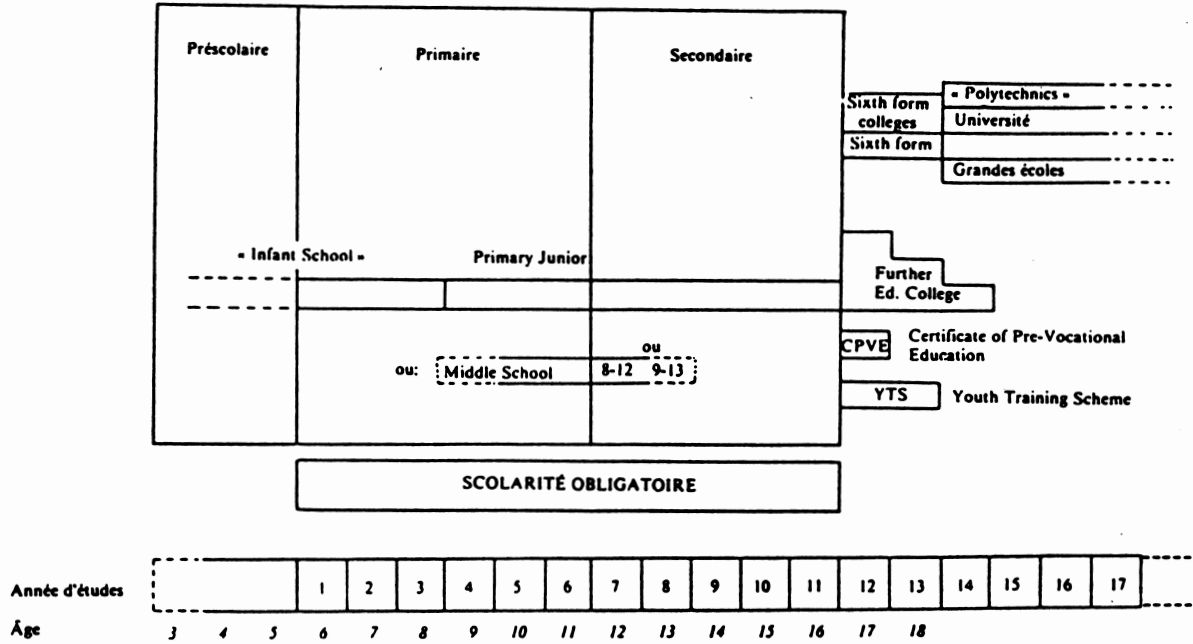 Préscolaire
Primaire
Secondaire
Sixth form
colleges
Sixth form
- Polytechnics -
Université
Grandes écoles
- Infant School -
Primary Junior
Further
Ed. College
ou
ou:
Middle School
8-12
9-13
CPVE
Certificate of Pre-Vocational
Education
YTS
Youth Training Scheme
SCOLARITÉ OBLIGATOIRE
Année d'études 1 2 3 4 5 6 7 8 9 10 11 12 13 14 15 16 17
Âge 3 4 5 6 7 8 9 10 11 12 13 14 15 16 17 18